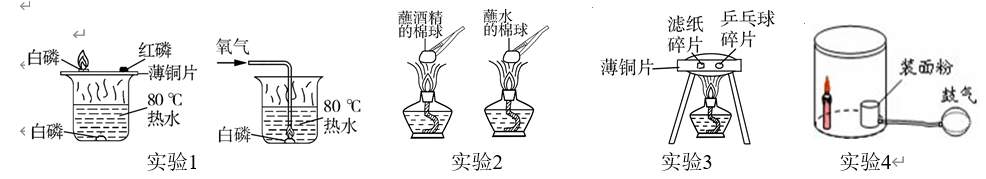 白磷
红磷
薄铜片
80 ℃
热水
白磷
氧气
80 ℃
热水
白磷
实验1
蘸酒精
的棉球
蘸水
的棉球
实验2
滤纸
碎片
乒乓球
碎片
薄铜片
实验3
装面粉
鼓气
实验4